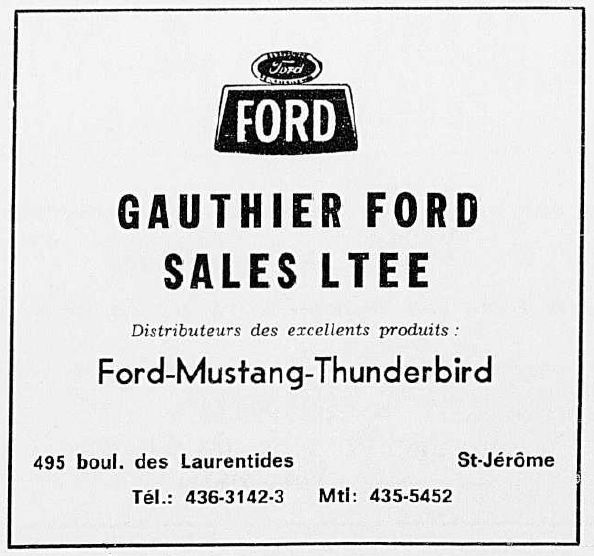 Ford
FORD
GAUTHIER FORD
SALES LTEE
Distributeurs des excellents produits :
Ford-Mustang-Thunderbird
495 boul. des Laurentides St-Jérôme
Tél.: 436-3142-3 Mtl: 435-5452